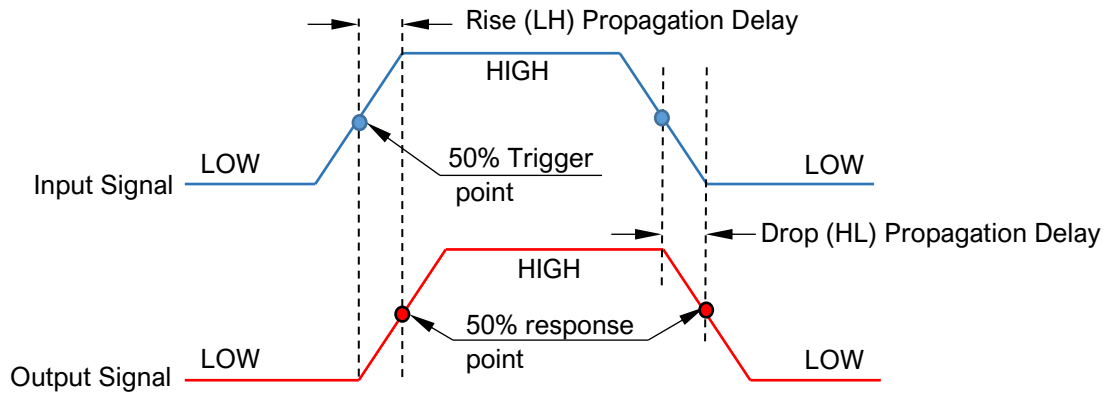 Rise (LH) Propagation Delay
HIGH
LOW
50% Trigger
point
LOW
Input Signal
Drop (HL) Propagation Delay
HIGH
50% response
point
LOW
LOW
Output Signal